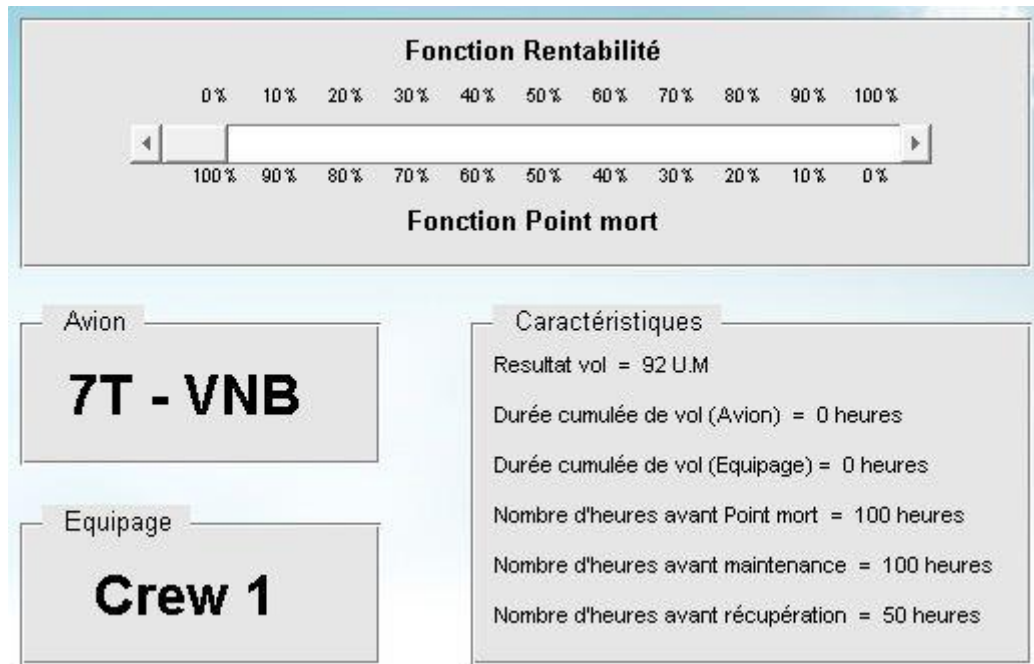 Fonction Rentabilité
0% 10% 20% 30% 40% 50% 60% 70% 80% 90% 100%
100% 90% 80% 70% 60% 50% 40% 30% 20% 10% 0%
Fonction Point mort
Avion
7T - VNB
Equipage
Crew 1
Caractéristiques
Resultat vol = 92 U.M
Durée cumulée de vol (Avion) = 0 heures
Durée cumulée de vol (Equipage) = 0 heures
Nombre d'heures avant Point mort = 100 heures
Nombre d'heures avant maintenance = 100 heures
Nombre d'heures avant récupération = 50 heures